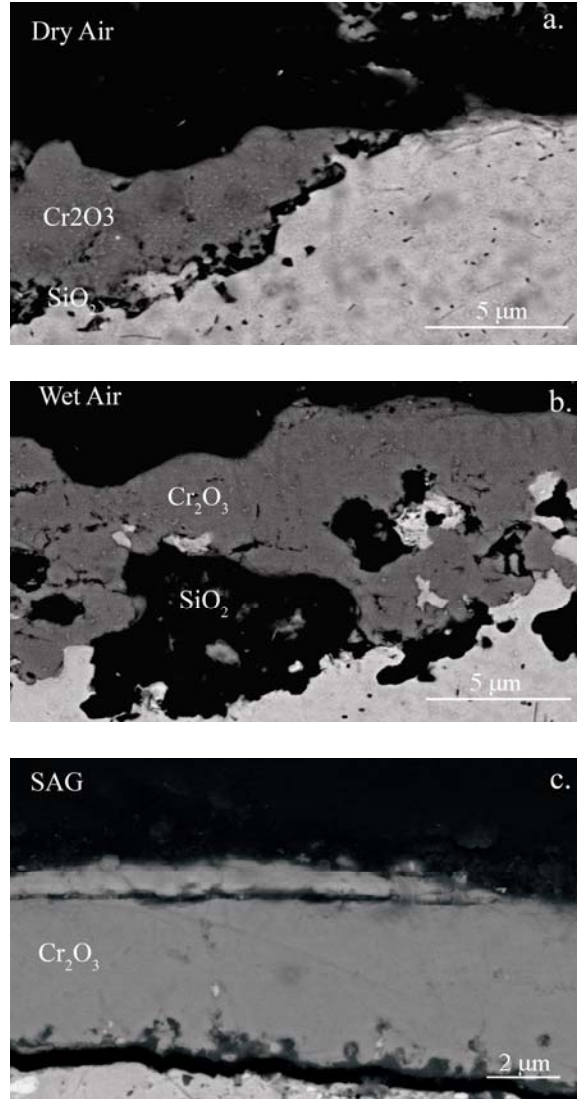 Dry Air
a.
Cr2O3
SiO₂
5 μm
Wet Air
b.
Cr₂O₃
SiO₂
5 μm
SAG
c.
Cr₂O₃
2 μm